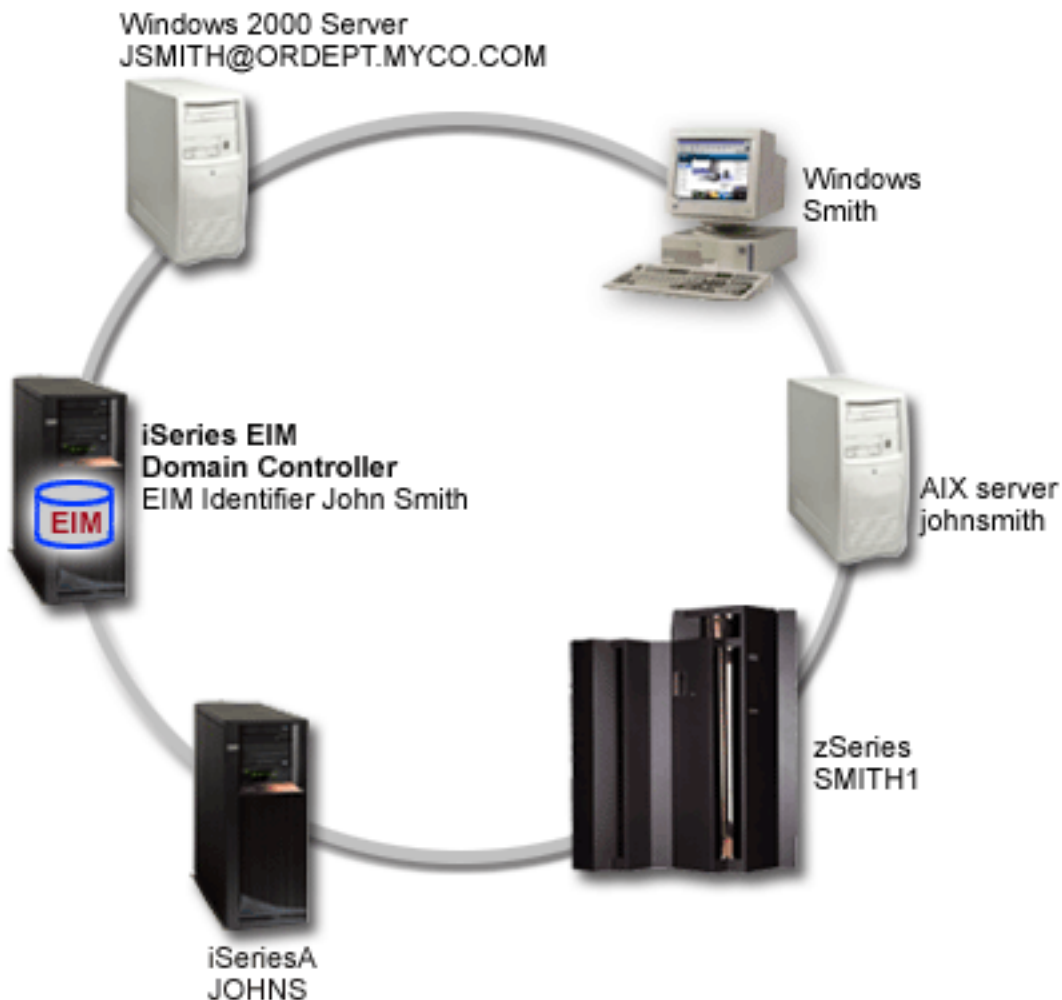 Windows 2000 Server
JSMITH@ORDEPT.MYCO.COM
Windows
Smith
iSeries EIM
Domain Controller
EIM Identifier John Smith
EIM
AIX server
johnsmith
zSeries
SMITH1
iSeriesA
JOHNS